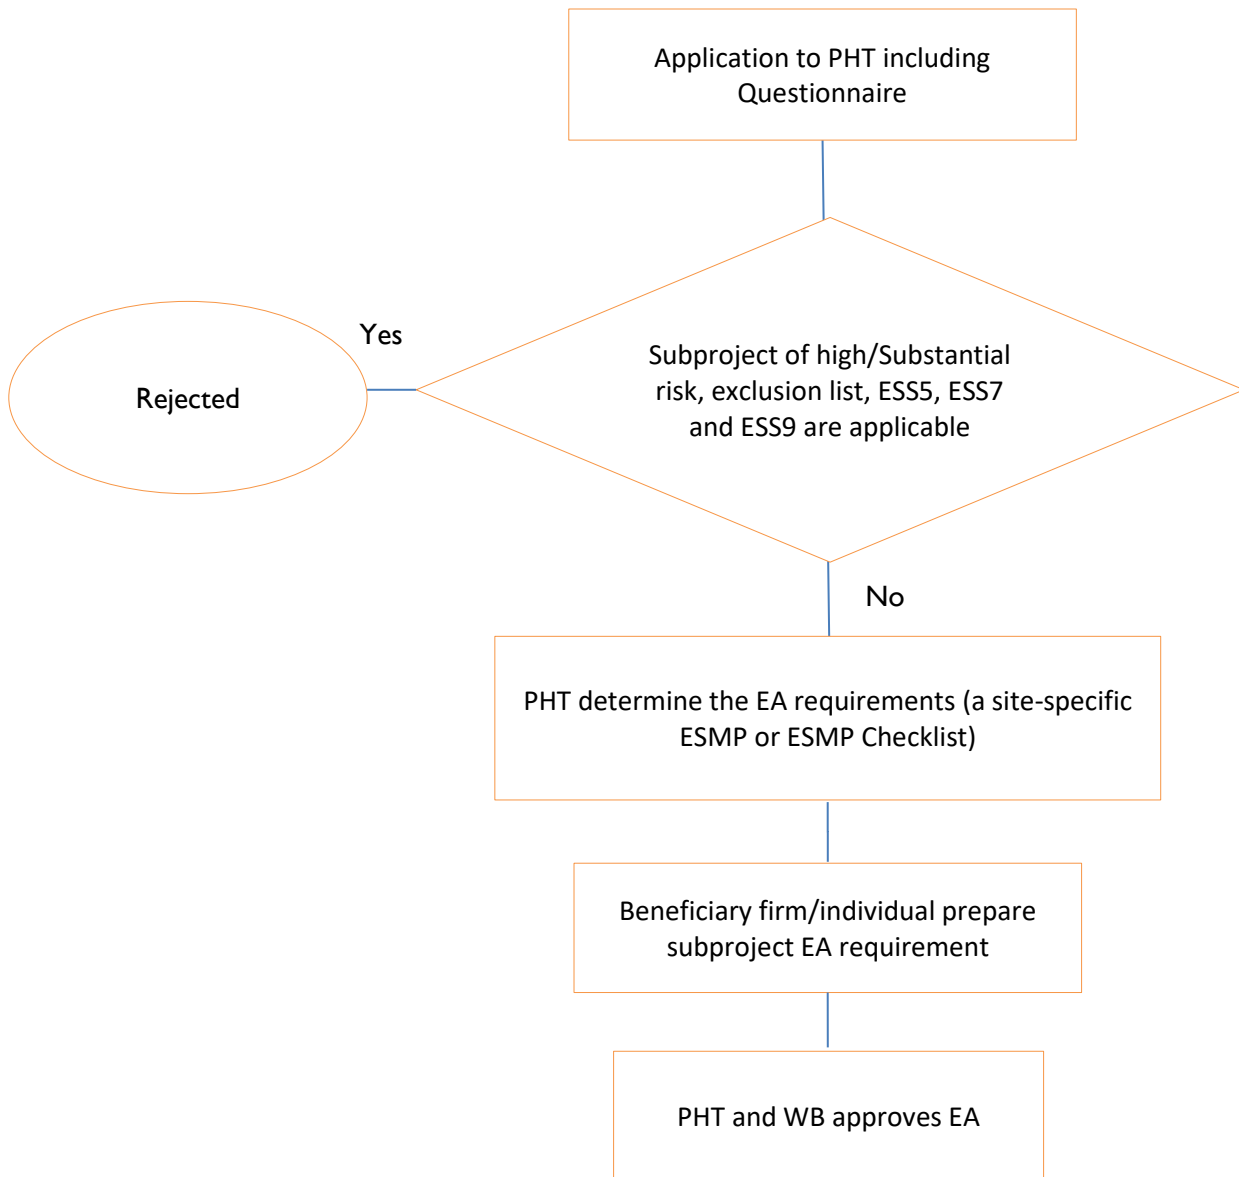 Application to PHT including
Questionnaire
Yes
Rejected
Subproject of high/Substantial
risk, exclusion list, ESS5, ESS7
and ESS9 are applicable
No
PHT determine the EA requirements (a site-specific
ESMP or ESMP Checklist)
Beneficiary firm/individual prepare
subproject EA requirement
PHT and WB approves EA